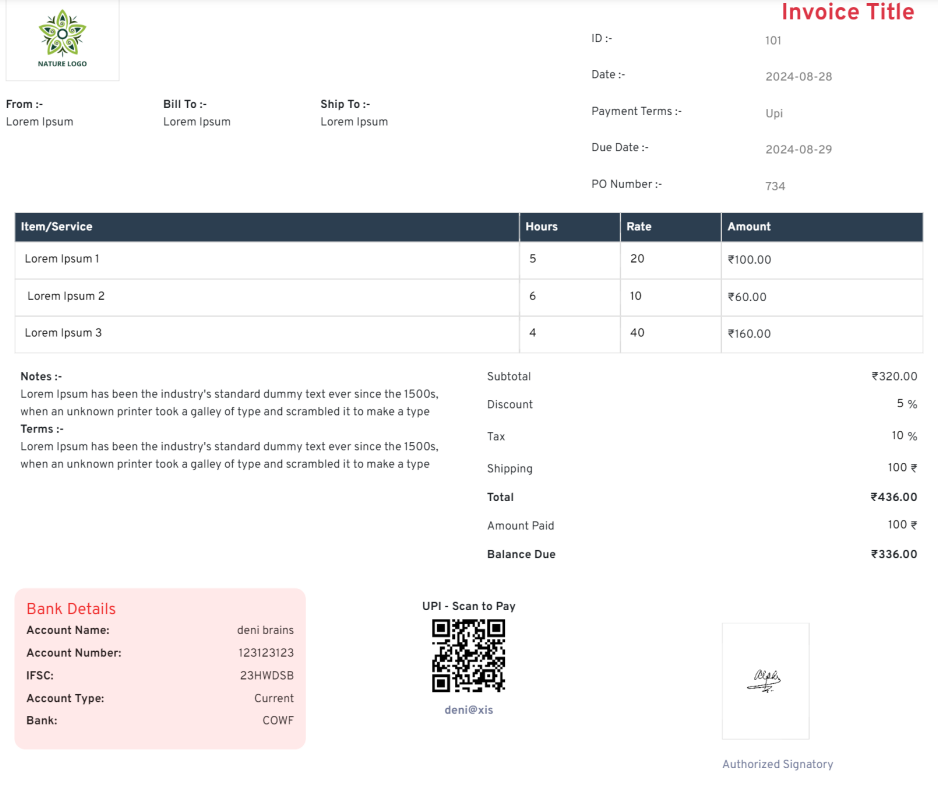 Invoice Title
NATURE LOGO
ID :- 101
Date :- 2024-08-28
Payment Terms :- Upi
Due Date :- 2024-08-29
PO Number :- 734
From :- Bill To :- Ship To :-
Lorem Ipsum Lorem Ipsum Lorem Ipsum
Item/Service Hours Rate Amount
Lorem Ipsum 1 5 20 ₹100.00
Lorem Ipsum 2 6 10 ₹60.00
Lorem Ipsum 3 4 40 ₹160.00
Notes :-
Lorem Ipsum has been the industry's standard dummy text ever since the 1500s,
when an unknown printer took a galley of type and scrambled it to make a type
Terms :-
Lorem Ipsum has been the industry's standard dummy text ever since the 1500s,
when an unknown printer took a galley of type and scrambled it to make a type
Subtotal ₹320.00
Discount 5 %
Tax 10 %
Shipping 100 ₹
Total ₹436.00
Amount Paid 100 ₹
Balance Due ₹336.00
Bank Details
Account Name: deni brains
Account Number: 123123123
IFSC: 23HWDSB
Account Type: Current
Bank: COWF
UPI - Scan to Pay
deni@xis
Authorized Signatory